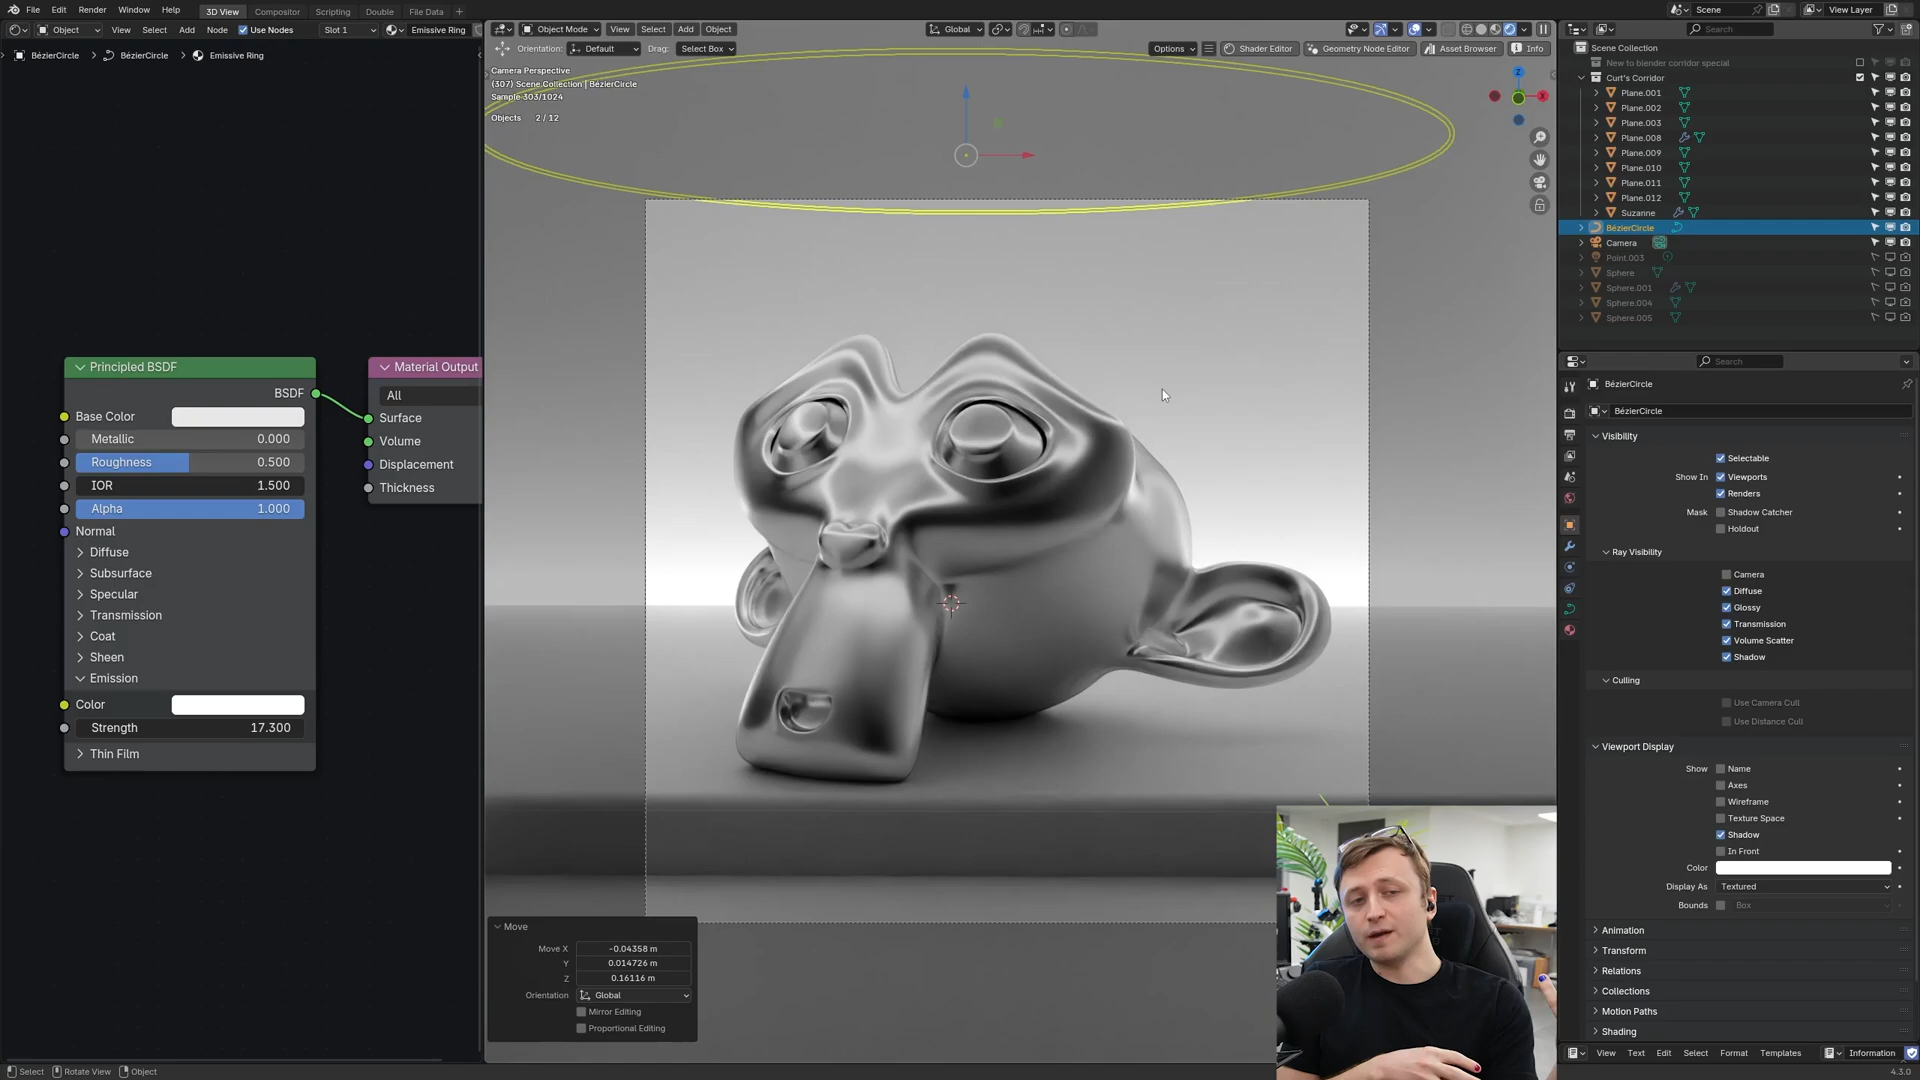 File Edit Render Window Help 3D View Compositor Scripting Double File Data + Scene View Layer
Object View Select Add Node Use Nodes Slot 1 Emissive Ring
BézierCircle > BézierCircle > Emissive Ring
Principled BSDF
BSDF
Base Color
Metallic 0.000
Roughness 0.500
IOR 1.500
Alpha 1.000
Normal
Diffuse
Subsurface
Specular
Transmission
Coat
Sheen
Emission
Color
Strength 17.300
Thin Film
Material Output
All
Surface
Volume
Displacement
Thickness
Object Mode View Select Add Object Global
Orientation: Default Drag: Select Box Options Shader Editor Geometry Node Editor Asset Browser Info
Camera Perspective
(307) Scene Collection | BézierCircle
Sample 303/1024
Objects 2/12
Z
X
Move
Move X -0.04358 m
Y 0.014726 m
Z 0.16116 m
Orientation Global
Mirror Editing
Proportional Editing
Search
Scene Collection
New to blender corridor special
Curt's Corridor
Plane.001
Plane.002
Plane.003
Plane.008
Plane.009
Plane.010
Plane.011
Plane.012
Suzanne
BézierCircle
Camera
Point.003
Sphere
Sphere.001
Sphere.004
Sphere.005
Search
BézierCircle
BézierCircle
Visibility
Selectable
Show In Viewports
Renders
Mask Shadow Catcher
Holdout
Ray Visibility
Camera
Diffuse
Glossy
Transmission
Volume Scatter
Shadow
Culling
Use Camera Cull
Use Distance Cull
Viewport Display
Show Name
Axes
Wireframe
Texture Space
Shadow
In Front
Color
Display As Textured
Bounds Box
Animation
Transform
Relations
Collections
Motion Paths
Shading
View Text Edit Select Format Templates Information
Select Rotate View Object 4.3.0